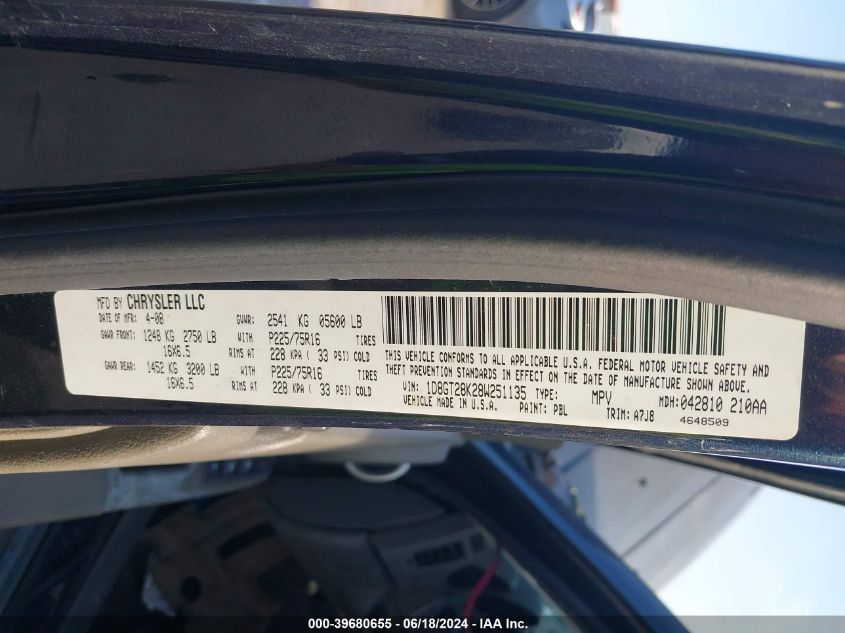 MFD BY CHRYSLER LLC
DATE OF MFR: 4-08 GVWR: 2541 KG 05600 LB
GAWR FRONT: 1248 KG 2750 LB WITH P225/75R16 TIRES
16X6.5 RIMS AT 228 KPA ( 33 PSI) COLD
GAWR REAR: 1452 KG 3200 LB WITH P225/75R16 TIRES
16X6.5 RIMS AT 228 KPA ( 33 PSI) COLD
THIS VEHICLE CONFORMS TO ALL APPLICABLE U.S.A. FEDERAL MOTOR VEHICLE SAFETY AND
THEFT PREVENTION STANDARDS IN EFFECT ON THE DATE OF MANUFACTURE SHOWN ABOVE.
VIN: 1D8GT28K28W251135 TYPE: MPV MDH:042810 210AA
VEHICLE MADE IN U.S.A. PAINT: PBL TRIM: A7J8 4648509
000-39680655 - 06/18/2024 - IAA Inc.